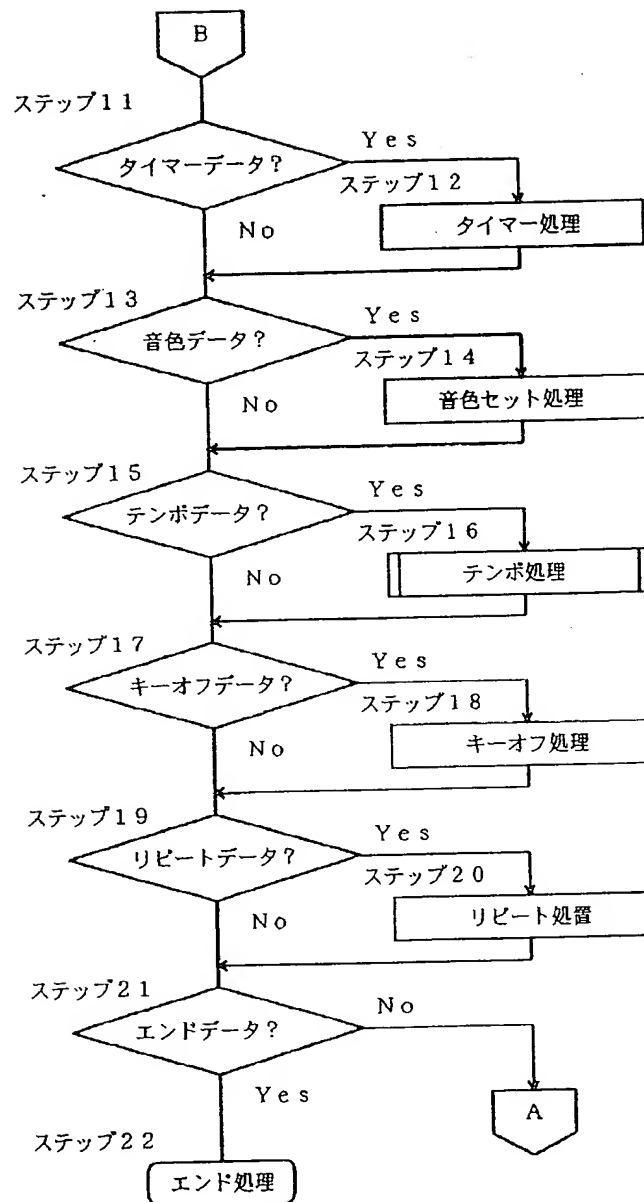 B
ステップ11
タイマーデータ?
Yes
ステップ12
タイマー処理
No
ステップ13
音色データ?
Yes
ステップ14
音色セット処理
No
ステップ15
テンポデータ?
Yes
ステップ16
テンポ処理
No
ステップ17
キーオフデータ?
Yes
ステップ18
キーオフ処理
No
ステップ19
リピートデータ?
Yes
ステップ20
リピート処置
No
ステップ21
エンドデータ?
No
A
Yes
ステップ22
エンド処理